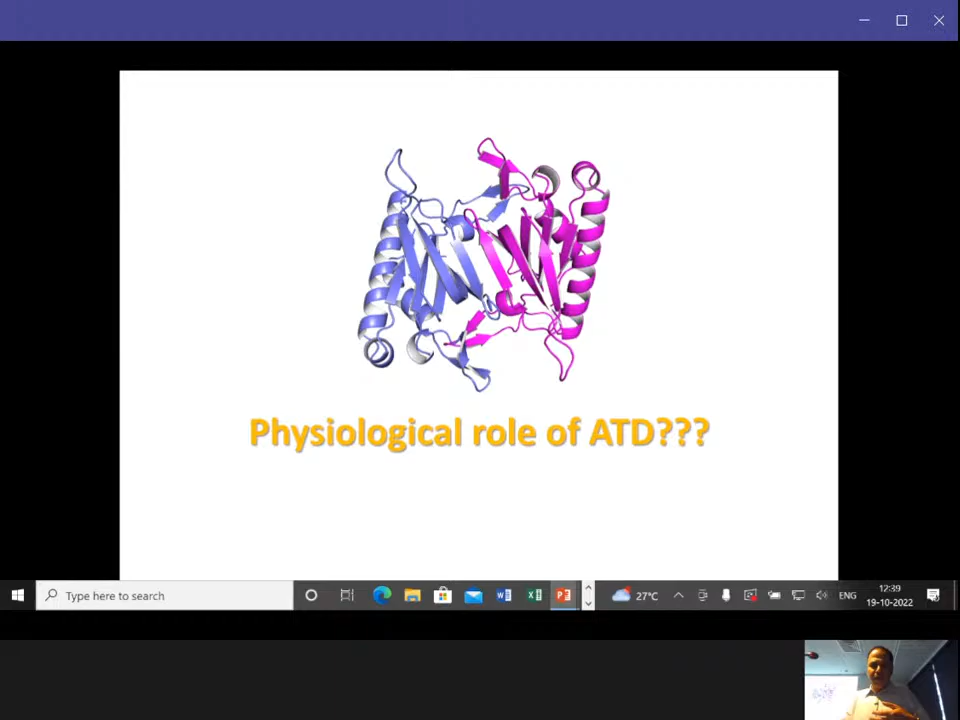 Physiological role of ATD???
Type here to search
27°C
ENG
12:39
19-10-2022